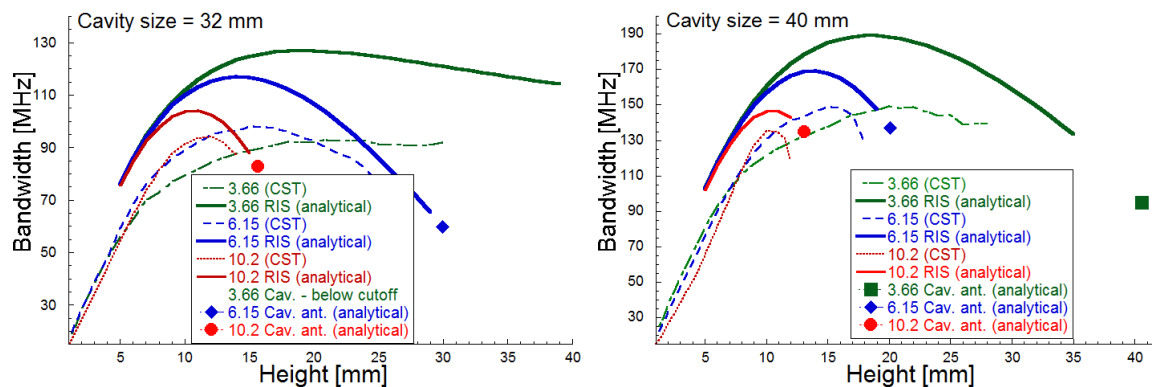 Cavity size = 32 mm
Bandwidth [MHz]
130
110
90
70
50
30
5 10 15 20 25 30 35 40
Height [mm]
3.66 (CST)
3.66 RIS (analytical)
6.15 (CST)
6.15 RIS (analytical)
10.2 (CST)
10.2 RIS (analytical)
3.66 Cav. - below cutoff
6.15 Cav. ant. (analytical)
10.2 Cav. ant. (analytical)
Cavity size = 40 mm
Bandwidth [MHz]
190
170
150
130
110
90
70
50
30
5 10 15 20 25 30 35 40
Height [mm]
3.66 (CST)
3.66 RIS (analytical)
6.15 (CST)
6.15 RIS (analytical)
10.2 (CST)
10.2 RIS (analytical)
3.66 Cav. ant. (analytical)
6.15 Cav. ant. (analytical)
10.2 Cav. ant. (analytical)